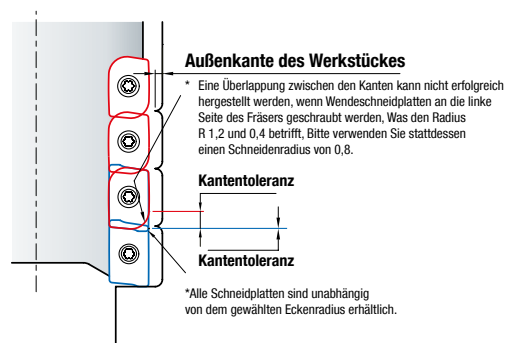 Außenkante des Werkstückes
* Eine Überlappung zwischen den Kanten kann nicht erfolgreich
hergestellt werden, wenn Wendeschneidplatten an die linke
Seite des Fräsers geschraubt werden, Was den Radius
R 1,2 und 0,4 betrifft, Bitte verwenden Sie stattdessen
einen Schneidenradius von 0,8.
Kantentoleranz
Kantentoleranz
*Alle Schneidplatten sind unabhängig
von dem gewählten Eckenradius erhältlich.